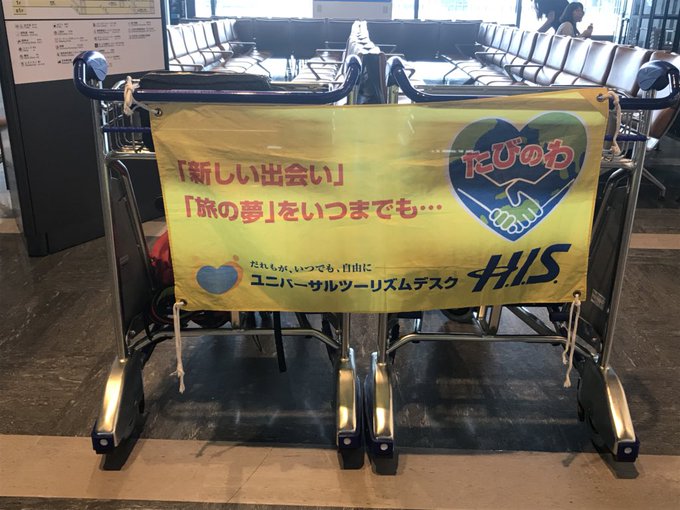 「新しい出会い」
「旅の夢」をいつまでも…
たびのわ
だれもが、いつでも、自由に
ユニバーサルツーリズムデスク
H.I.S.